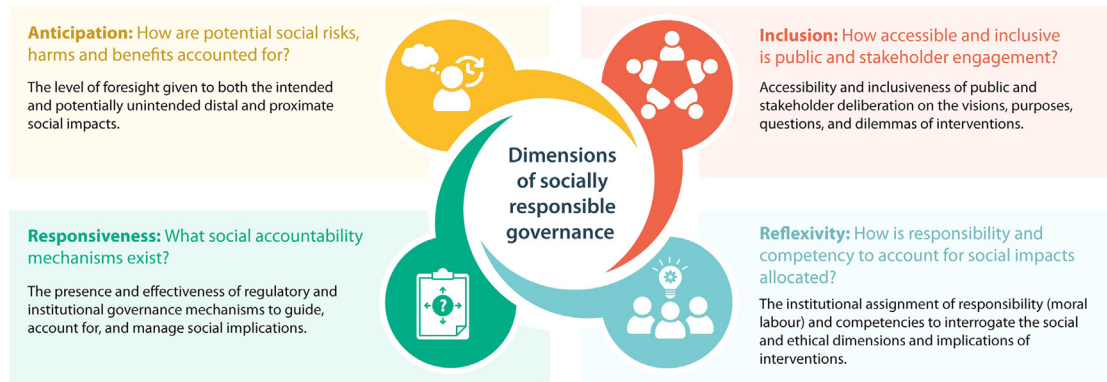 Anticipation: How are potential social risks,
harms and benefits accounted for?
The level of foresight given to both the intended
and potentially unintended distal and proximate
social impacts.
Inclusion: How accessible and inclusive
is public and stakeholder engagement?
Accessibility and inclusiveness of public and
stakeholder deliberation on the visions, purposes,
questions, and dilemmas of interventions.
Dimensions
of socially
responsible
governance
Responsiveness: What social accountability
mechanisms exist?
The presence and effectiveness of regulatory and
institutional governance mechanisms to guide,
account for, and manage social implications.
?
Reflexivity: How is responsibility and
competency to account for social impacts
allocated?
The institutional assignment of responsibility (moral
labour) and competencies to interrogate the social
and ethical dimensions and implications of
interventions.